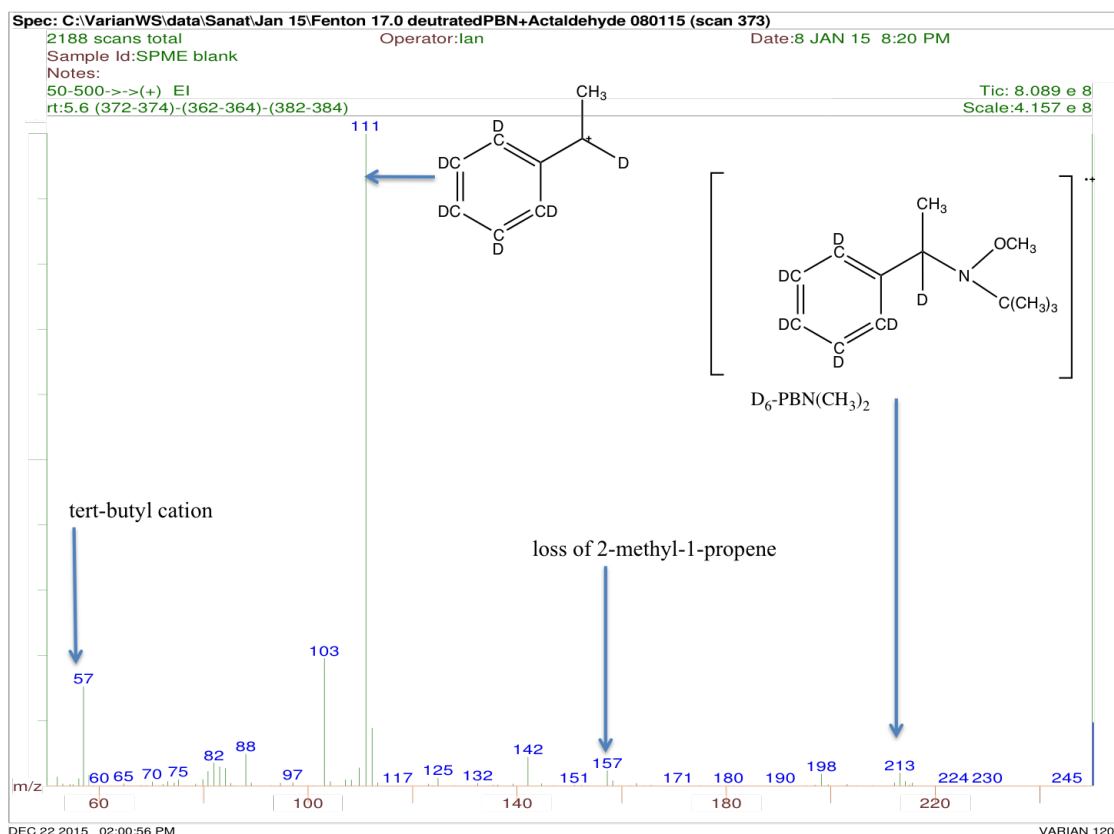 Spec: C:\VarianWS\data\Sanat\Jan 15\Fenton 17.0 deutratedPBN+Actaldehyde 080115 (scan 373)
2188 scans total Operator:Ian Date:8 JAN 15 8:20 PM
Sample Id:SPME blank
Notes:
50-500->->(+) EI Tic: 8.089 e 8
rt:5.6 (372-374)-(362-364)-(382-384) Scale:4.157 e 8
CH3
111
D
C
+
DC
D
DC
CD
C
D
·+
CH3
OCH3
D
C
N
DC
D
C(CH3)3
DC
CD
C
D
D6-PBN(CH3)2
tert-butyl cation
loss of 2-methyl-1-propene
57
103
82
88
142
157
198
213
60 65 70 75 97 117 125 132 151 171 180 190 224 230 245
m/z
60 100 140 180 220
DEC 22 2015 02:00:56 PM VARIAN 120